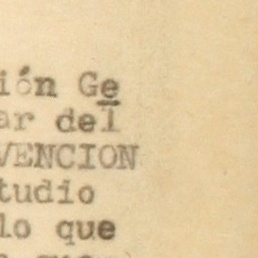 ión Ge
ar del
VENCION
tudio
lo que